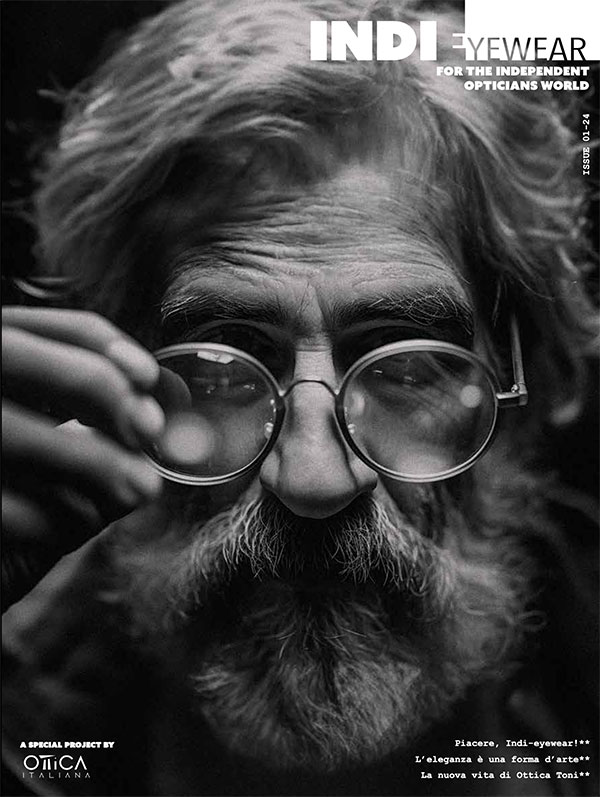 INDI EYEWEAR
FOR THE INDEPENDENT
OPTICIANS WORLD
ISSUE 01-24
A SPECIAL PROJECT BY
OTTICA
ITALIANA
Piacere, Indi-eyewear!**
L'eleganza è una forma d'arte**
La nuova vita di Ottica Toni**